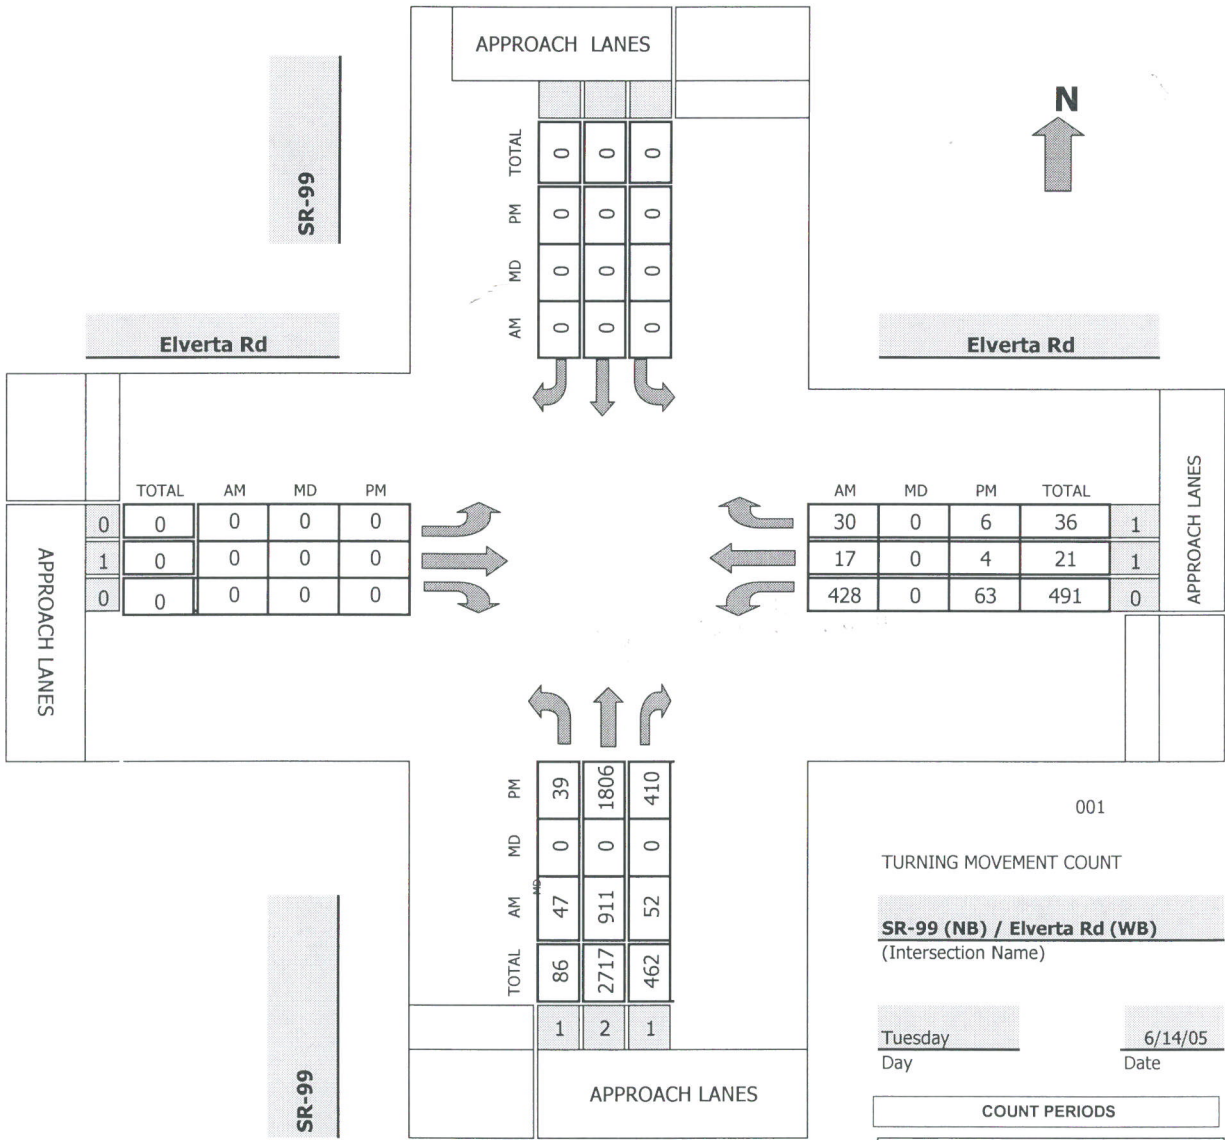 APPROACH LANES
N
SR-99
TOTAL 0 0 0
PM 0 0 0
MD 0 0 0
AM 0 0 0
Elverta Rd
Elverta Rd
TOTAL AM MD PM
0 0 0 0 0
1 0 0 0 0
0 0 0 0 0
APPROACH LANES
AM MD PM TOTAL
30 0 6 36 1
17 0 4 21 1
428 0 63 491 0
APPROACH LANES
PM 39 1806 410
MD 0 0 0
MD
AM 47 911 52
TOTAL 86 2717 462
1 2 1
APPROACH LANES
SR-99
001
TURNING MOVEMENT COUNT
SR-99 (NB) / Elverta Rd (WB)
(Intersection Name)
Tuesday 6/14/05
Day Date
COUNT PERIODS